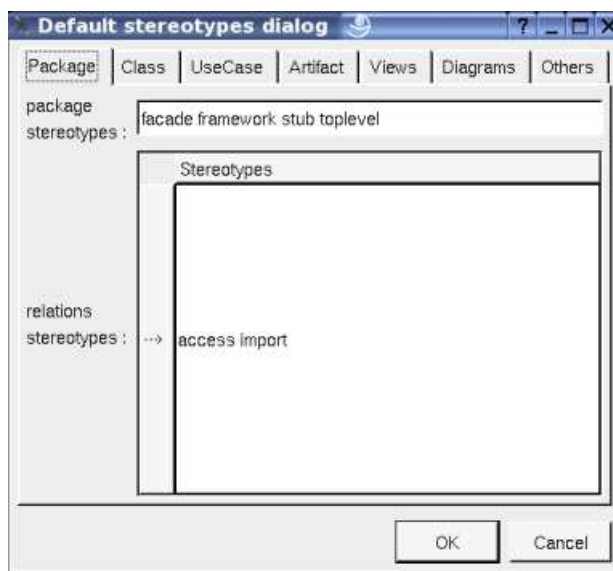 Default stereotypes dialog
Package Class UseCase Artifact Views Diagrams Others
package
stereotypes :
facade framework stub toplevel
Stereotypes
relations
stereotypes :
access import
OK Cancel